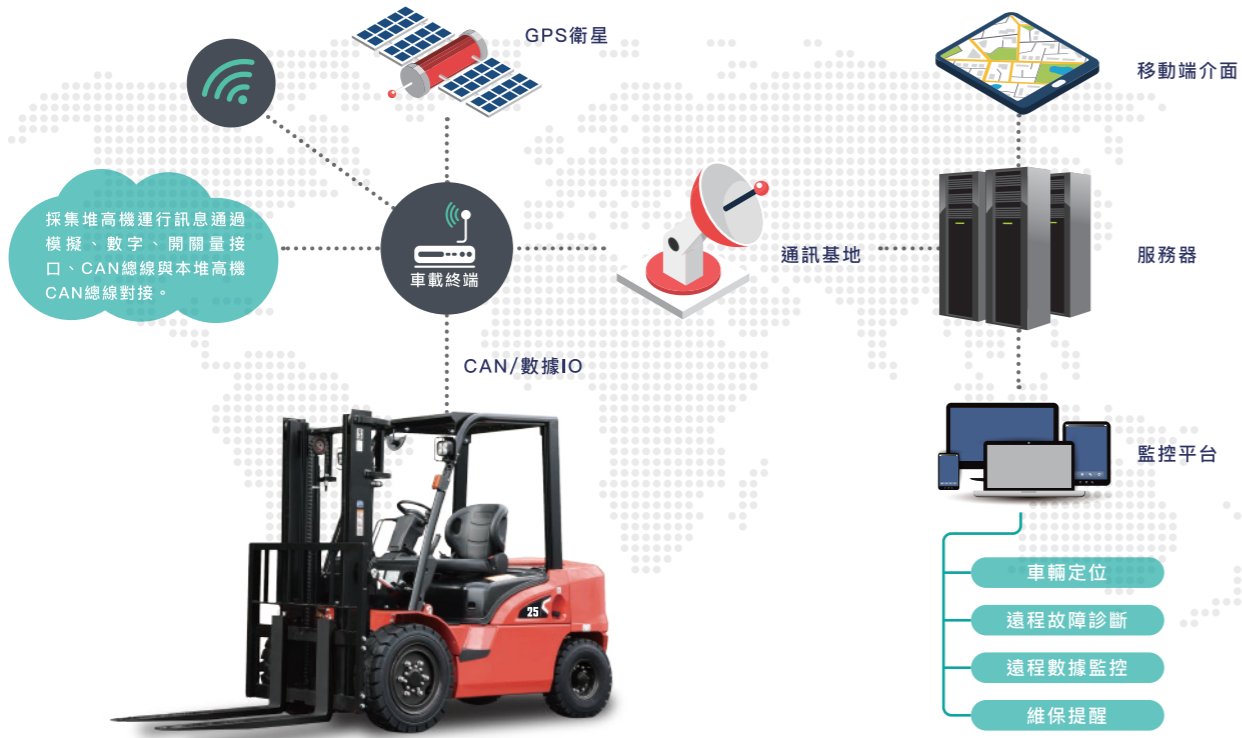 GPS衛星
移動端介面
採集堆高機運行訊息通過
模擬、數字、開關量接
口、CAN總線與本堆高機
CAN總線對接。
車載終端
通訊基地
服務器
CAN/數據IO
監控平台
25
車輛定位
遠程故障診斷
遠程數據監控
維保提醒